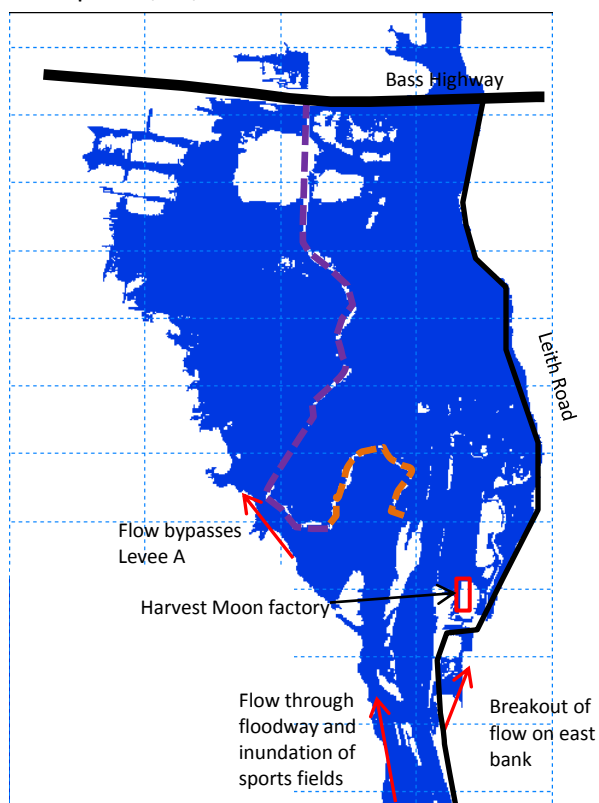 Bass Highway
Leith Road
Flow bypasses
Levee A
Harvest Moon factory
Flow through
floodway and
inundation of
sports fields
Breakout of
flow on east
bank